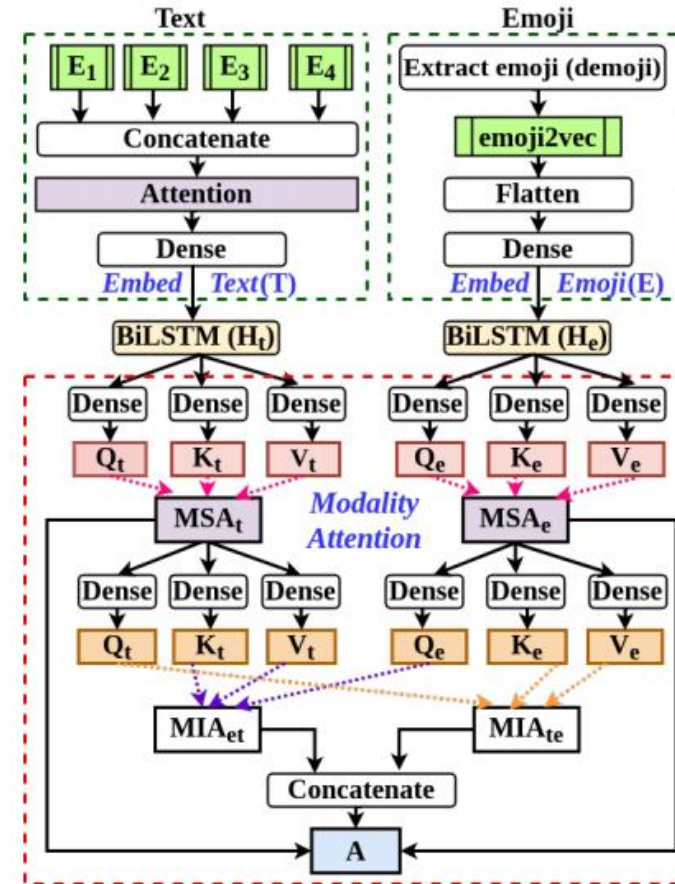 Text Emoji
E1 E2 E3 E4 Extract emoji (demoji)
Concatenate emoji2vec
Attention Flatten
Dense Dense
Embed Text(T) Embed Emoji(E)
BiLSTM (Ht) BiLSTM (He)
Dense Dense Dense Dense Dense Dense
Qt Kt Vt Qe Ke Ve
MSAt Modality Attention MSAe
Dense Dense Dense Dense Dense Dense
Qt Kt Vt Qe Ke Ve
MIAet MIAte
Concatenate
A